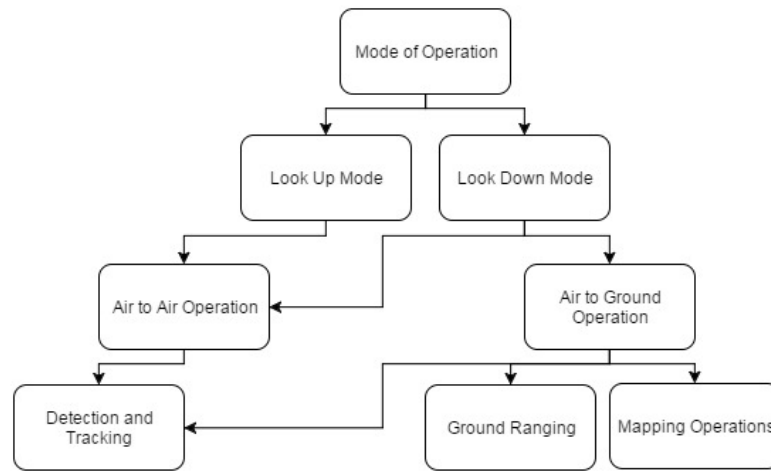 Mode of Operation
Look Up Mode
Look Down Mode
Air to Air Operation
Air to Ground
Operation
Detection and
Tracking
Ground Ranging
Mapping Operations